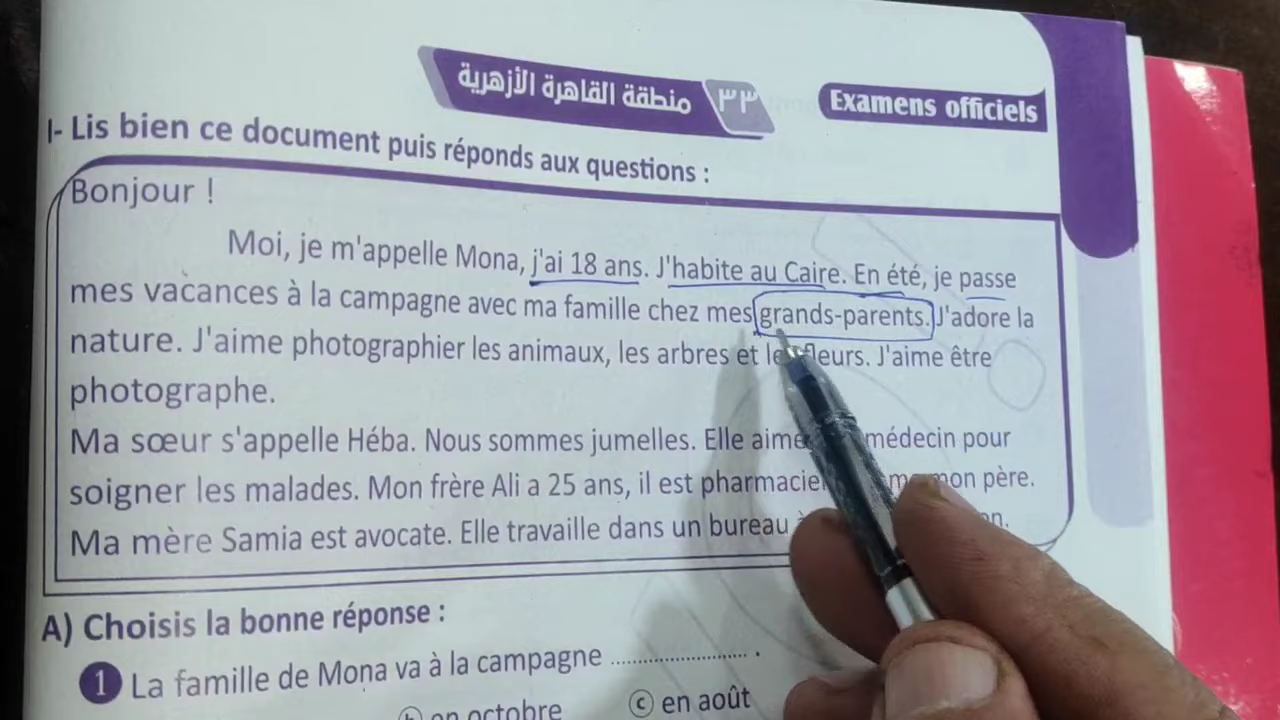 منطقة القاهرة الأزهرية ٣٣ Examens officiels
I- Lis bien ce document puis réponds aux questions :
Bonjour !
Moi, je m'appelle Mona, j'ai 18 ans. J'habite au Caire. En été, je passe
mes vacances à la campagne avec ma famille chez mes grands-parents. J'adore la
nature. J'aime photographier les animaux, les arbres et les fleurs. J'aime être
photographe.
Ma sœur s'appelle Héba. Nous sommes jumelles. Elle aime médecin pour
soigner les malades. Mon frère Ali a 25 ans, il est pharmacien mon père.
Ma mère Samia est avocate. Elle travaille dans un bureau
A) Choisis la bonne réponse :
1 La famille de Mona va à la campagne ........................... .
b en octobre c en août